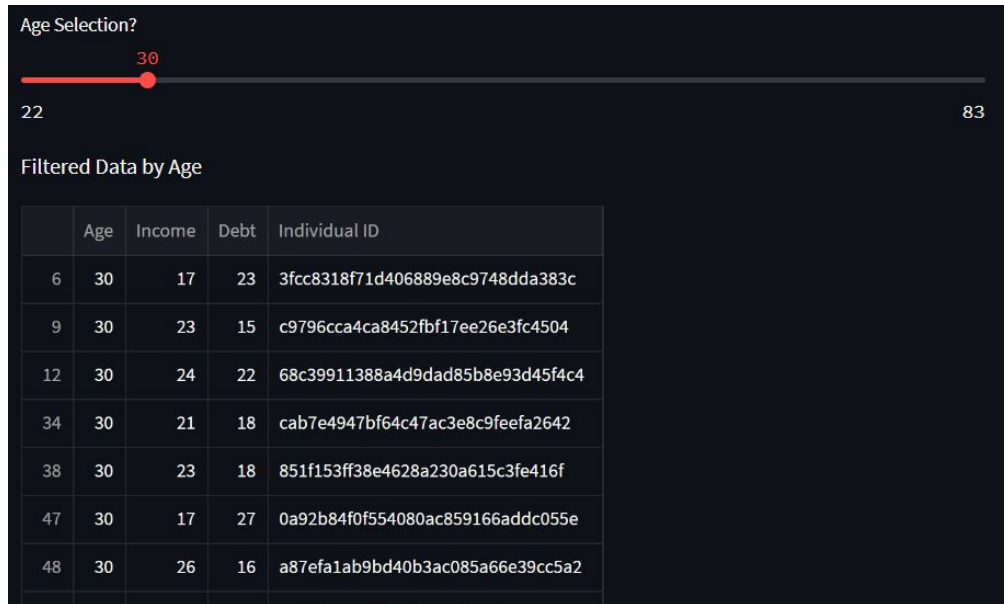 Age Selection?
30
22 83
Filtered Data by Age
Age Income Debt Individual ID
6 30 17 23 3fcc8318f71d406889e8c9748dda383c
9 30 23 15 c9796cca4ca8452fbf17ee26e3fc4504
12 30 24 22 68c39911388a4d9dad85b8e93d45f4c4
34 30 21 18 cab7e4947bf64c47ac3e8c9feefa2642
38 30 23 18 851f153ff38e4628a230a615c3fe416f
47 30 17 27 0a92b84f0f554080ac859166addc055e
48 30 26 16 a87efa1ab9bd40b3ac085a66e39cc5a2